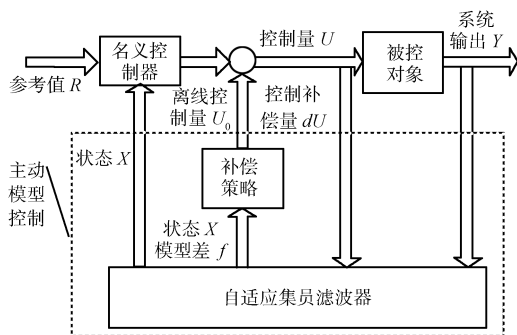 参考值 R
名义控
制器
离线控
制量 U₀
控制量 U
控制补
偿量 dU
被控
对象
系统
输出 Y
主动
模型
控制
状态 X
补偿
策略
状态 X
模型差 f
自适应集员滤波器